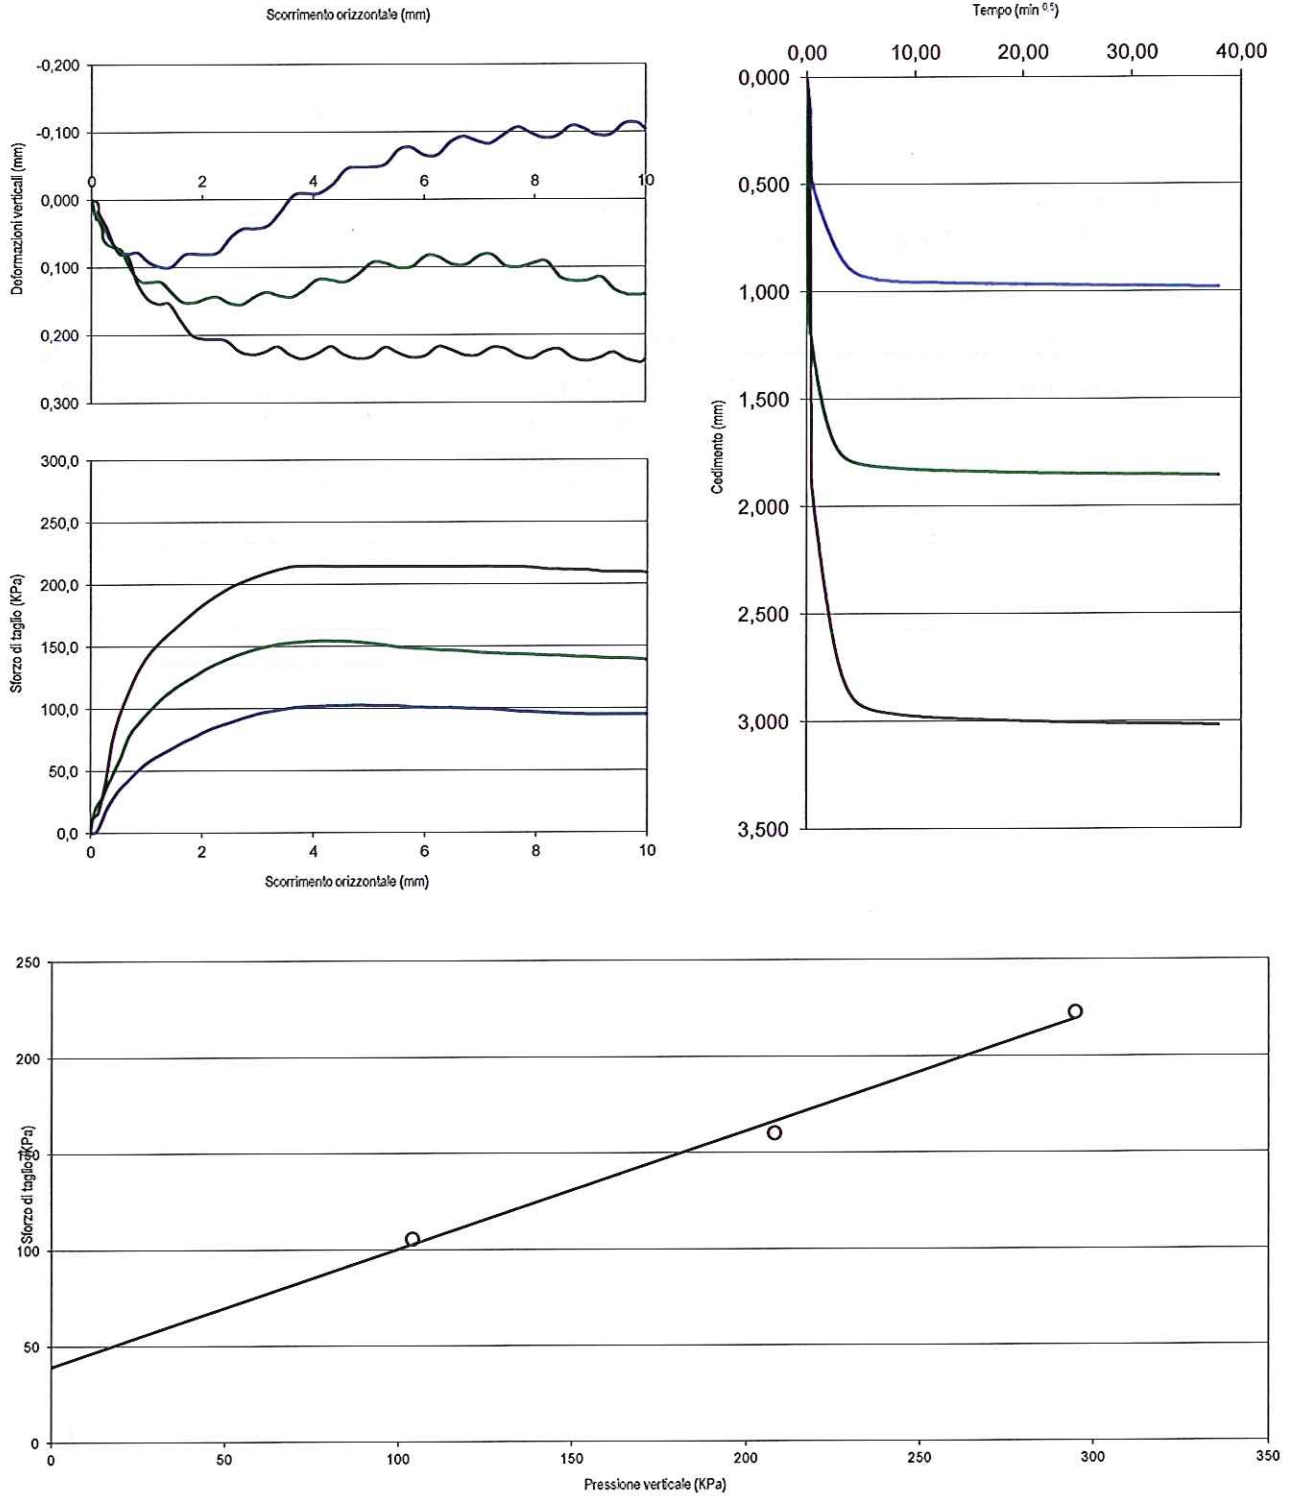 Scorrimento orizzontale (mm)
-0,200
-0,100
0,000
0,100
0,200
0,300
0 2 4 6 8 10
Deformazioni verticali (mm)
300,0
250,0
200,0
150,0
100,0
50,0
0,0
0 2 4 6 8 10
Sforzo di taglio (KPa)
Scorrimento orizzontale (mm)
Tempo (min 0,5)
0,00 10,00 20,00 30,00 40,00
0,000
0,500
1,000
1,500
2,000
2,500
3,000
3,500
Cedimento (mm)
250
200
150
100
50
0
Sforzo di taglio (KPa)
0 50 100 150 200 250 300 350
Pressione verticale (KPa)